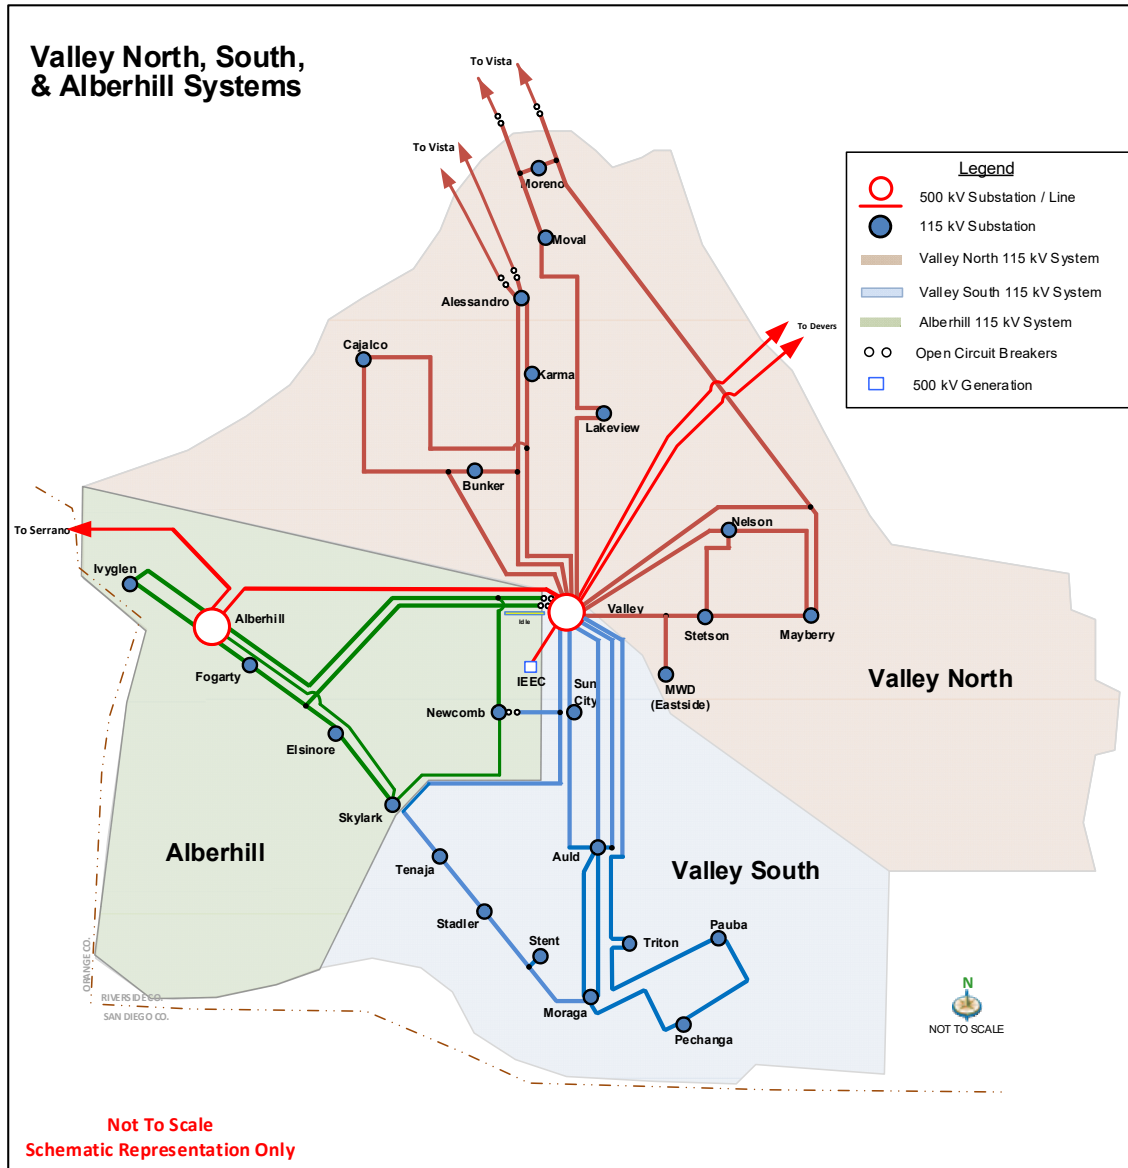 Valley North, South,
& Alberhill Systems
To Vista
To Vista
Moreno
Moval
Alessandro
Cajalco
Karma
Lakeview
Bunker
To Devers
Legend
500 kV Substation / Line
115 kV Substation
Valley North 115 kV System
Valley South 115 kV System
Alberhill 115 kV System
Open Circuit Breakers
500 kV Generation
To Serrano
Nelson
Ivyglen
Alberhill
Valley
Idle
Stetson
Mayberry
Fogarty
IEEC
Sun
City
MWD
(Eastside)
Valley North
Newcomb
Elsinore
Skylark
Alberhill
Auld
Valley South
Tenaja
Stadler
Stent
Triton
Pauba
Moraga
Pechanga
ORANGE CO.
RIVERSIDE CO.
SAN DIEGO CO.
N
NOT TO SCALE
Not To Scale
Schematic Representation Only